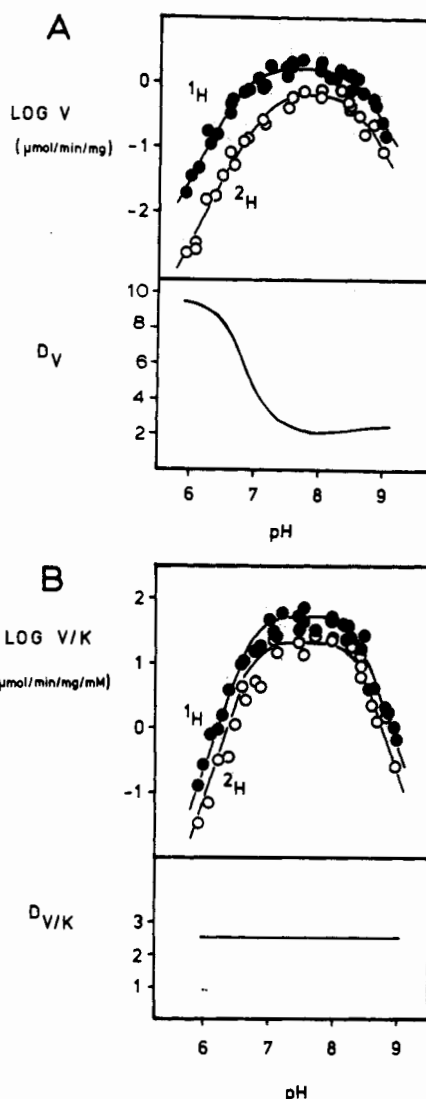 A
LOG V
(μmol/min/mg)
0
-1
-2
¹H
²H
D_V
10
8
6
4
2
6 7 8 9
pH
B
LOG V/K
μmol/min/mg/mM)
2
1
0
-1
¹H
²H
D_V/K
3
2
1
6 7 8 9
pH